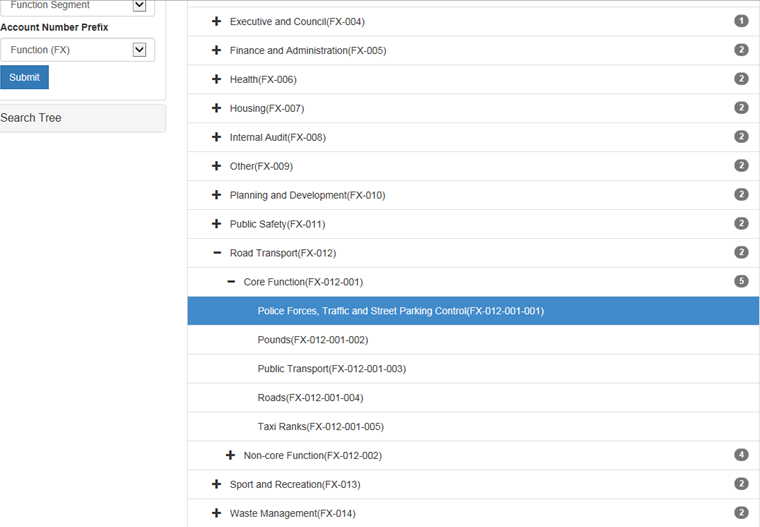 Function Segment
Account Number Prefix
Function (FX)
Submit
Search Tree
Executive and Council(FX-004) 1
Finance and Administration(FX-005) 2
Health(FX-006) 2
Housing(FX-007) 2
Internal Audit(FX-008) 2
Other(FX-009) 2
Planning and Development(FX-010) 2
Public Safety(FX-011) 2
Road Transport(FX-012) 2
Core Function(FX-012-001) 5
Police Forces, Traffic and Street Parking Control(FX-012-001-001)
Pounds(FX-012-001-002)
Public Transport(FX-012-001-003)
Roads(FX-012-001-004)
Taxi Ranks(FX-012-001-005)
Non-core Function(FX-012-002) 4
Sport and Recreation(FX-013) 2
Waste Management(FX-014) 2